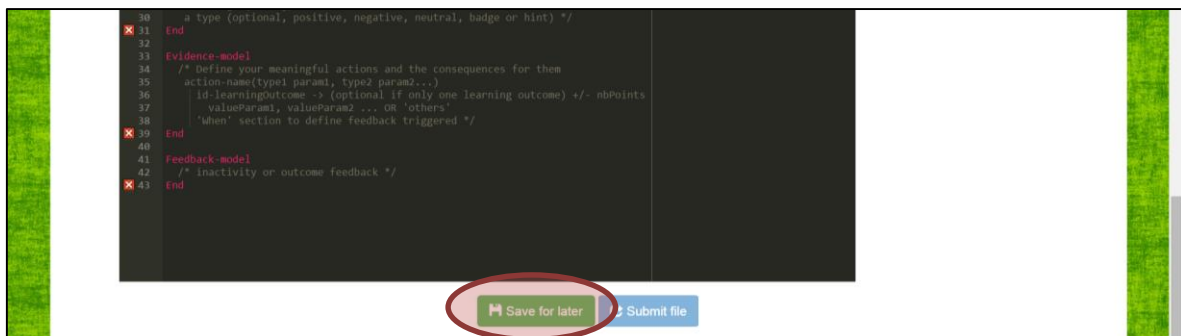 30 a type (optional, positive, negative, neutral, badge or hint) */
31 End
32
33 Evidence-model
34 /* Define your meaningful actions and the consequences for them
35 action-name(type1 param1, type2 param2...)
36 id-learningOutcome -> (optional if only one learning outcome) +/- nbPoints
37 valueParam1, valueParam2 ... OR 'others'
38 'When' section to define feedback triggered */
39 End
40
41 Feedback-model
42 /* inactivity or outcome feedback */
43 End
Save for later Submit file